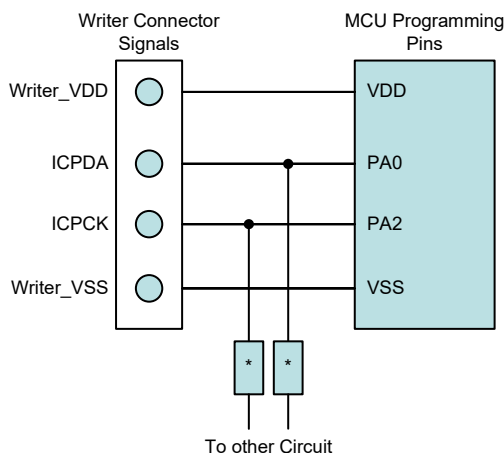 Writer Connector
Signals
MCU Programming
Pins
Writer_VDD
VDD
ICPDA
PA0
ICPCK
PA2
Writer_VSS
VSS
*
*
To other Circuit